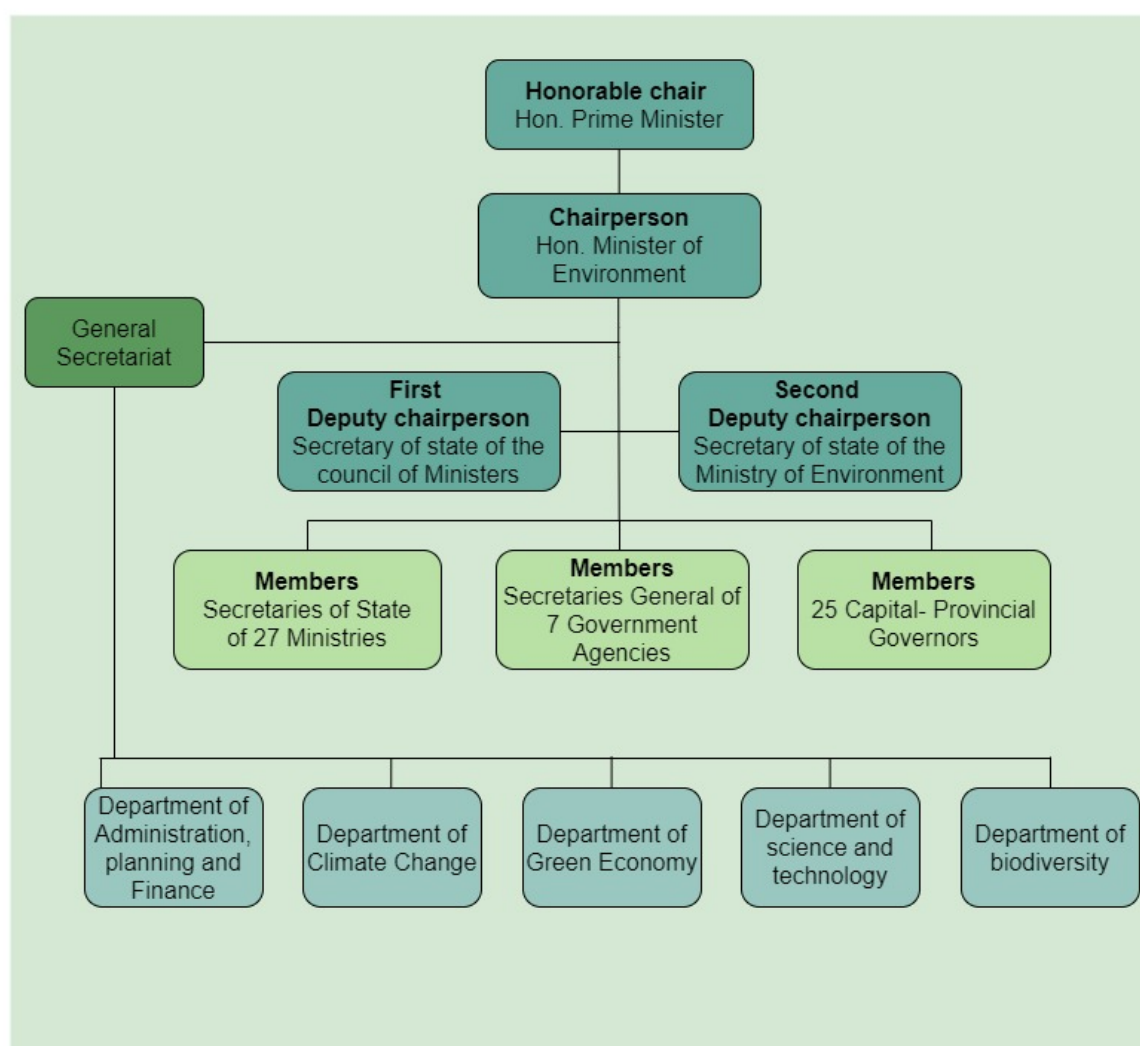 Honorable chair
Hon. Prime Minister
Chairperson
Hon. Minister of
Environment
General
Secretariat
First
Deputy chairperson
Secretary of state of the
council of Ministers
Second
Deputy chairperson
Secretary of state of the
Ministry of Environment
Members
Secretaries of State
of 27 Ministries
Members
Secretaries General of
7 Government
Agencies
Members
25 Capital- Provincial
Governors
Department of
Administration,
planning and
Finance
Department of
Climate Change
Department of
Green Economy
Department of
science and
technology
Department of
biodiversity